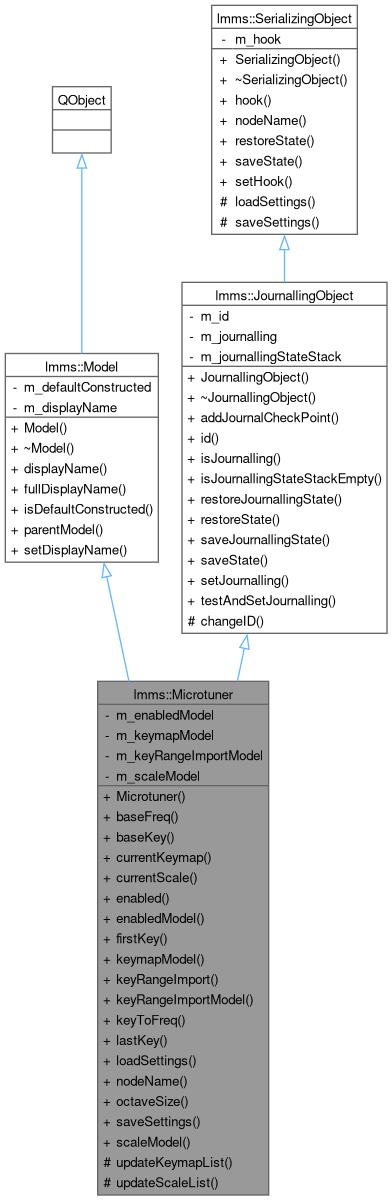 lmms::SerializingObject
- m_hook
+ SerializingObject()
+ ~SerializingObject()
+ hook()
+ nodeName()
+ restoreState()
+ saveState()
+ setHook()
# loadSettings()
# saveSettings()
QObject
lmms::JournallingObject
- m_id
- m_journalling
- m_journallingStateStack
+ JournallingObject()
+ ~JournallingObject()
+ addJournalCheckPoint()
+ id()
+ isJournalling()
+ isJournallingStateStackEmpty()
+ restoreJournallingState()
+ restoreState()
+ saveJournallingState()
+ saveState()
+ setJournalling()
+ testAndSetJournalling()
# changeID()
lmms::Model
- m_defaultConstructed
- m_displayName
+ Model()
+ ~Model()
+ displayName()
+ fullDisplayName()
+ isDefaultConstructed()
+ parentModel()
+ setDisplayName()
lmms::Microtuner
- m_enabledModel
- m_keymapModel
- m_keyRangeImportModel
- m_scaleModel
+ Microtuner()
+ baseFreq()
+ baseKey()
+ currentKeymap()
+ currentScale()
+ enabled()
+ enabledModel()
+ firstKey()
+ keymapModel()
+ keyRangeImport()
+ keyRangeImportModel()
+ keyToFreq()
+ lastKey()
+ loadSettings()
+ nodeName()
+ octaveSize()
+ saveSettings()
+ scaleModel()
# updateKeymapList()
# updateScaleList()